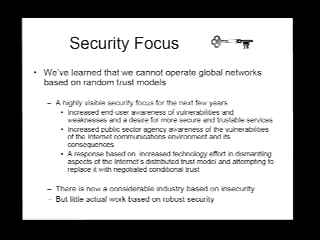 Security Focus
• We've learned that we cannot operate global networks
based on random trust models
– A highly visible security focus for the next few years
• Increased end user awareness of vulnerabilities and
weaknesses and a desire for more secure and trustable services
• Increased public sector agency awareness of the vulnerabilities
of the Internet communications environment and its
consequences
• A response based on increased technology effort in dismantling
aspects of the Internet's distributed trust model and attempting to
replace it with negotiated conditional trust
– There is now a considerable industry based on insecurity
– But little actual work based on robust security